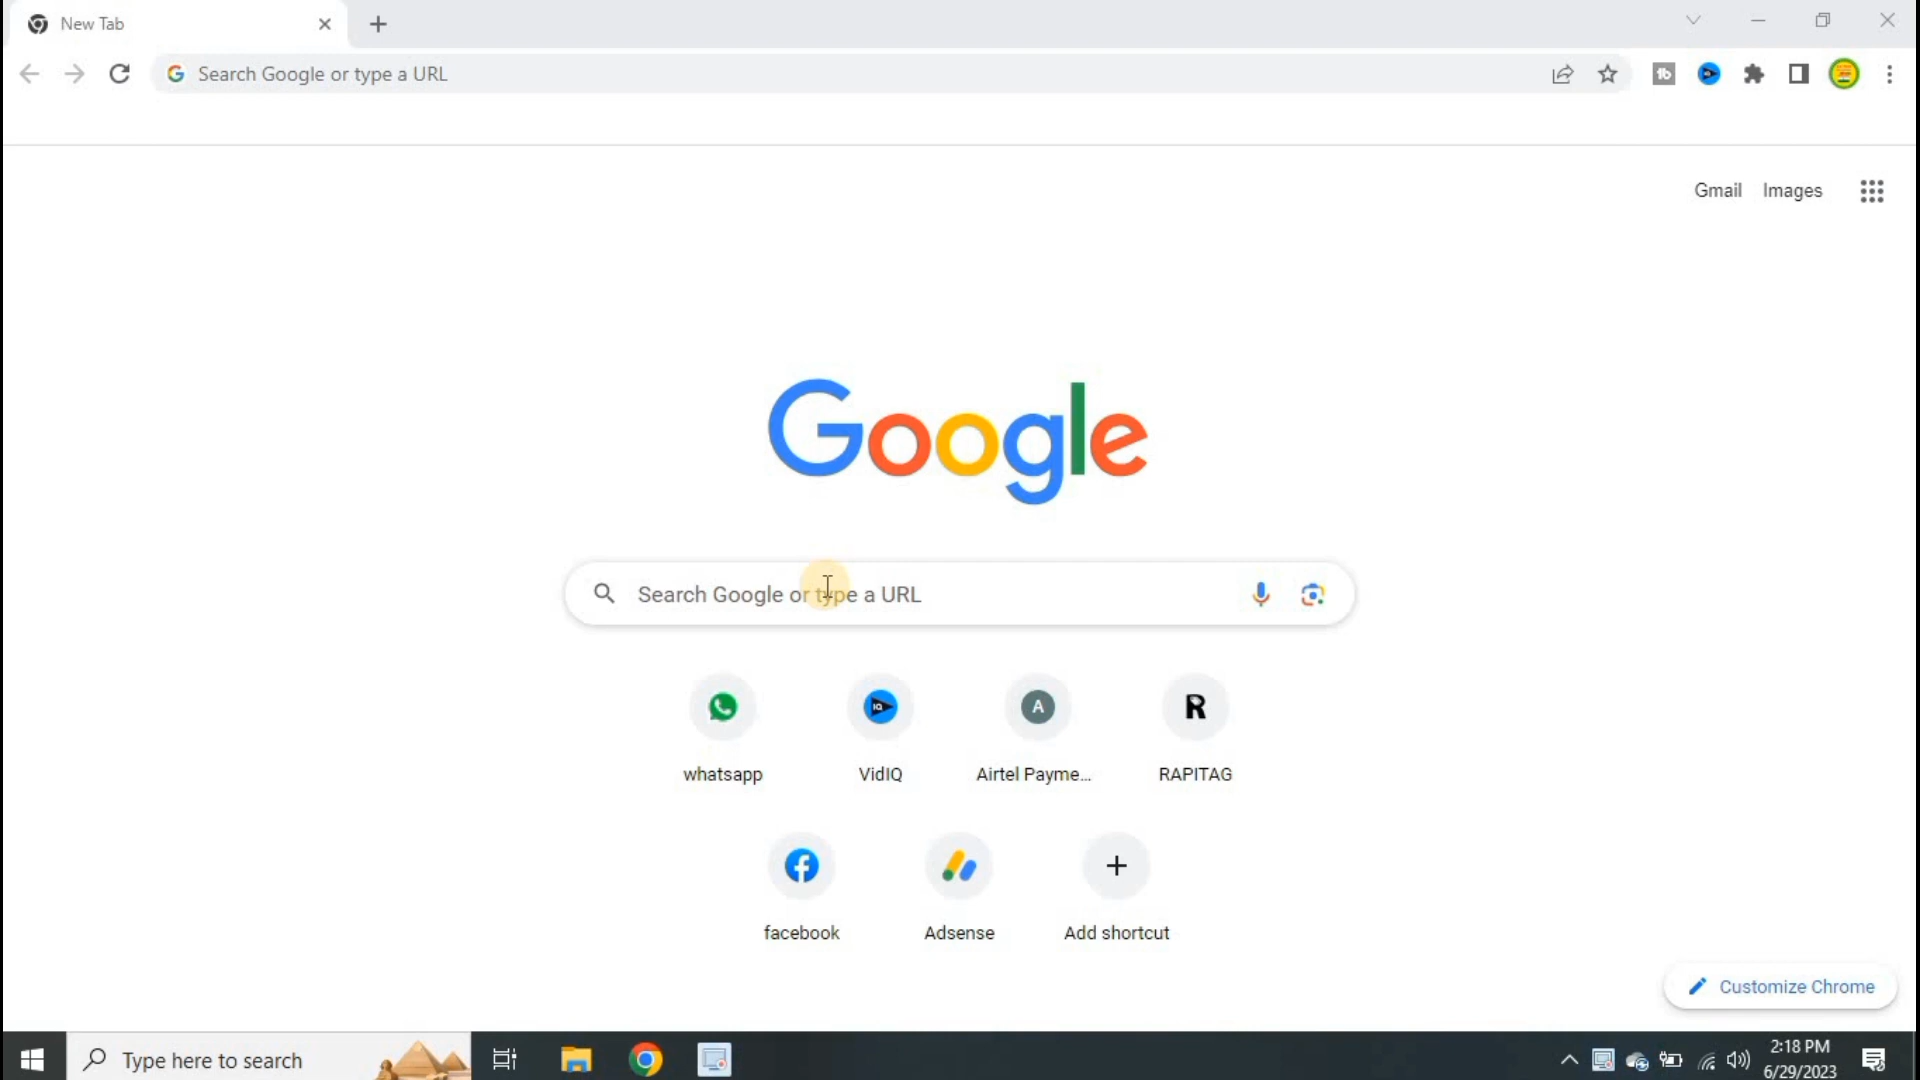 New Tab
Search Google or type a URL
Gmail Images
Google
Search Google or type a URL
whatsapp VidIQ Airtel Payme... RAPITAG
facebook Adsense Add shortcut
Customize Chrome
Type here to search
2:18 PM
6/29/2023